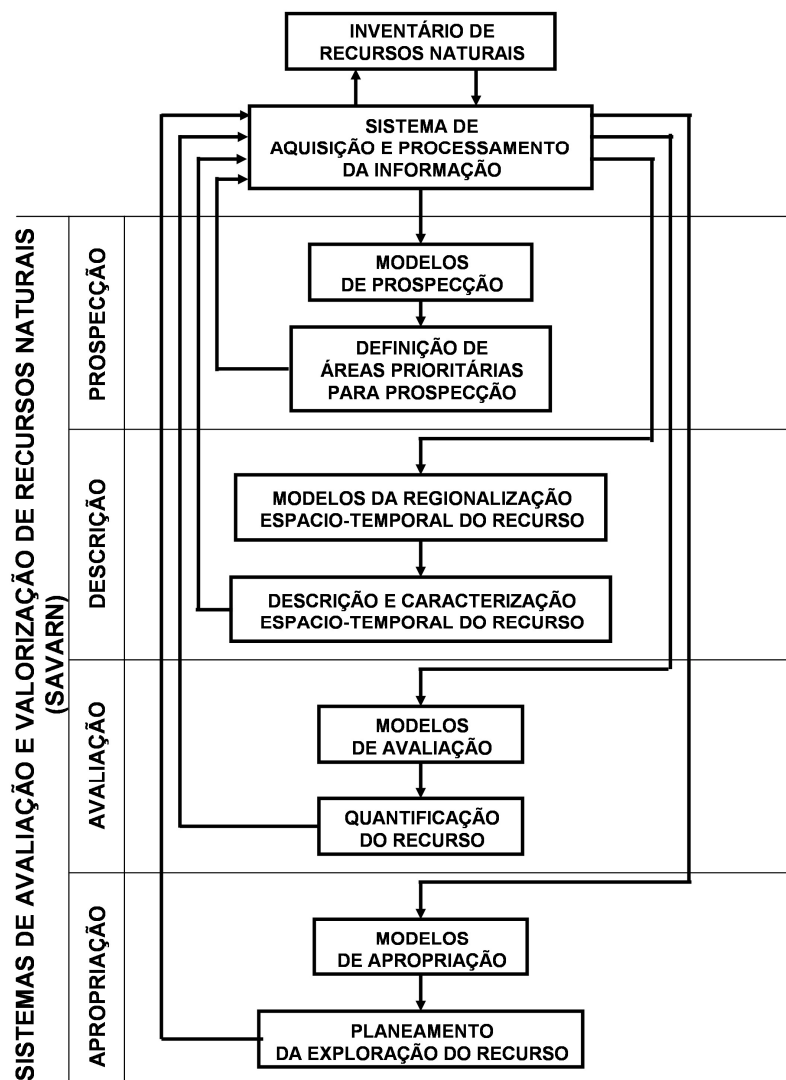 INVENTÁRIO DE
RECURSOS NATURAIS
SISTEMA DE
AQUISIÇÃO E PROCESSAMENTO
DA INFORMAÇÃO
SISTEMAS DE AVALIAÇÃO E VALORIZAÇÃO DE RECURSOS NATURAIS
(SAVARN)
PROSPECÇÃO
MODELOS
DE PROSPECÇÃO
DEFINIÇÃO DE
ÁREAS PRIORITÁRIAS
PARA PROSPECÇÃO
DESCRIÇÃO
MODELOS DA REGIONALIZAÇÃO
ESPACIO-TEMPORAL DO RECURSO
DESCRIÇÃO E CARACTERIZAÇÃO
ESPACIO-TEMPORAL DO RECURSO
AVALIAÇÃO
MODELOS
DE AVALIAÇÃO
QUANTIFICAÇÃO
DO RECURSO
APROPRIAÇÃO
MODELOS
DE APROPRIAÇÃO
PLANEAMENTO
DA EXPLORAÇÃO DO RECURSO